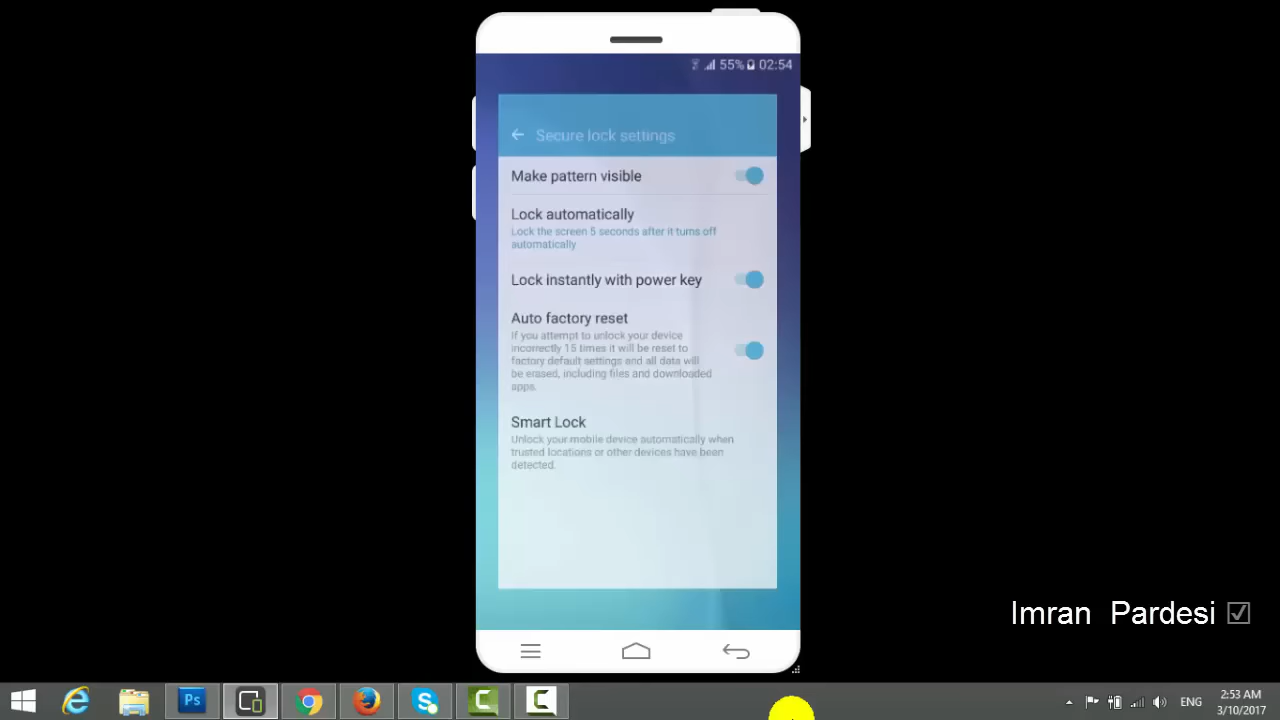 55% 02:54
Secure lock settings
Make pattern visible
Lock automatically
Lock the screen 5 seconds after it turns off
automatically
Lock instantly with power key
Auto factory reset
If you attempt to unlock your device
incorrectly 15 times it will be reset to
factory default settings and all data will
be erased, including files and downloaded
apps.
Smart Lock
Unlock your mobile device automatically when
trusted locations or other devices have been
detected.
Imran Pardesi
Ps
ENG
2:53 AM
3/10/2017